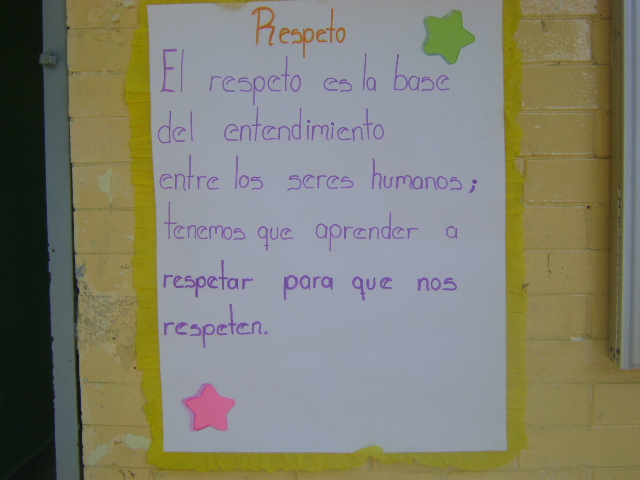 Respeto
El respeto es la base
del entendimiento
entre los seres humanos;
tenemos que aprender a
respetar para que nos
respeten.